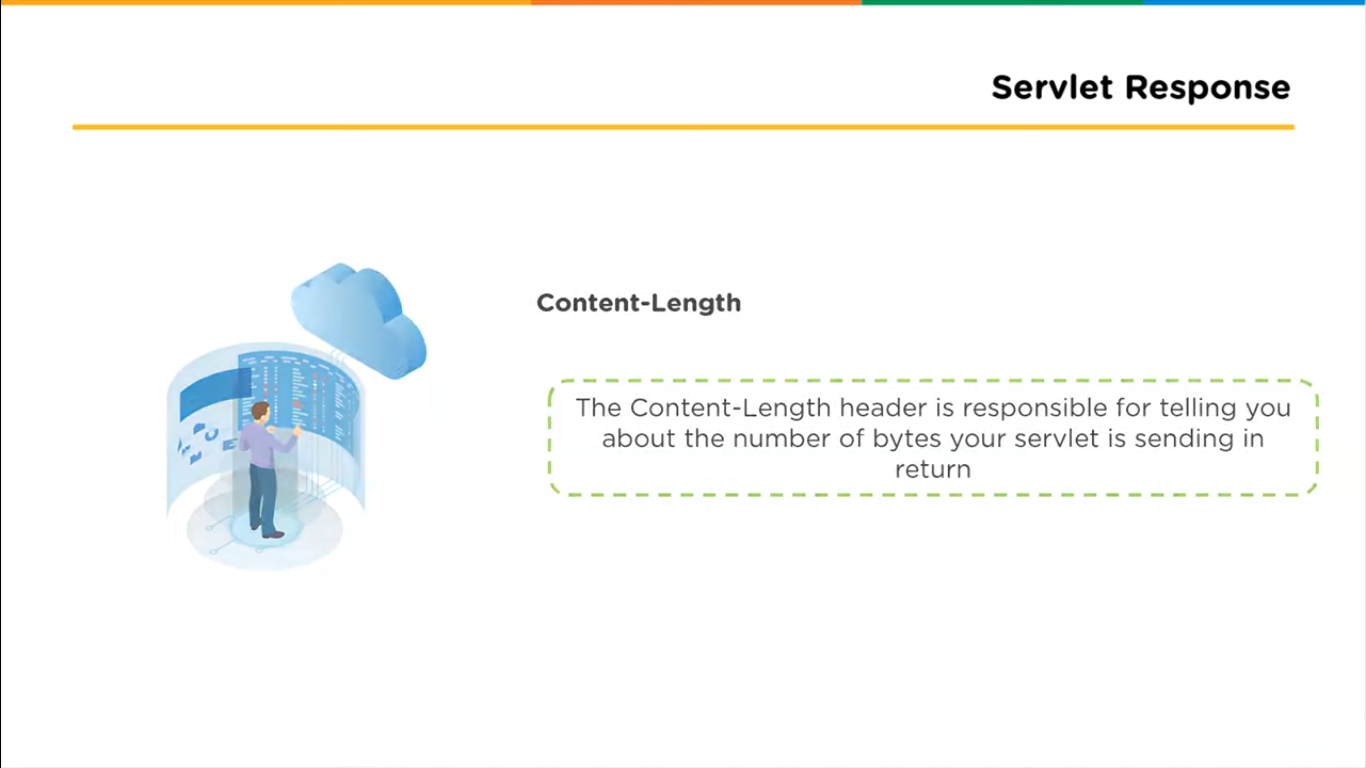 Servlet Response
Content-Length
The Content-Length header is responsible for telling you
about the number of bytes your servlet is sending in
return